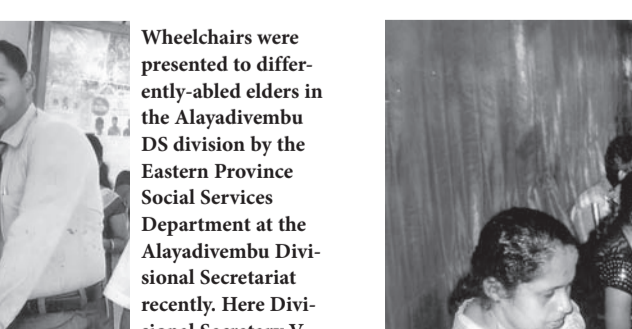 Wheelchairs were
presented to differ-
ently-abled elders in
the Alayadivembu
DS division by the
Eastern Province
Social Services
Department at the
Alayadivembu Divi-
sional Secretariat
recently. Here Divi-
sional Secretary V.